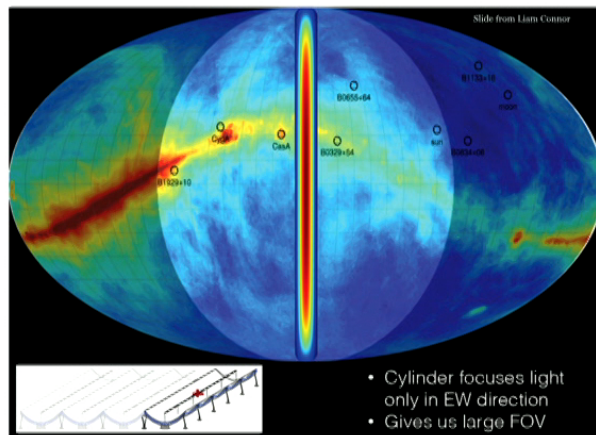 Slide from Liam Connor
B1133+16
moon
B0655+64
CygA
CasA
B0329+54
sun
B0834+06
B1929+10
• Cylinder focuses light
only in EW direction
• Gives us large FOV